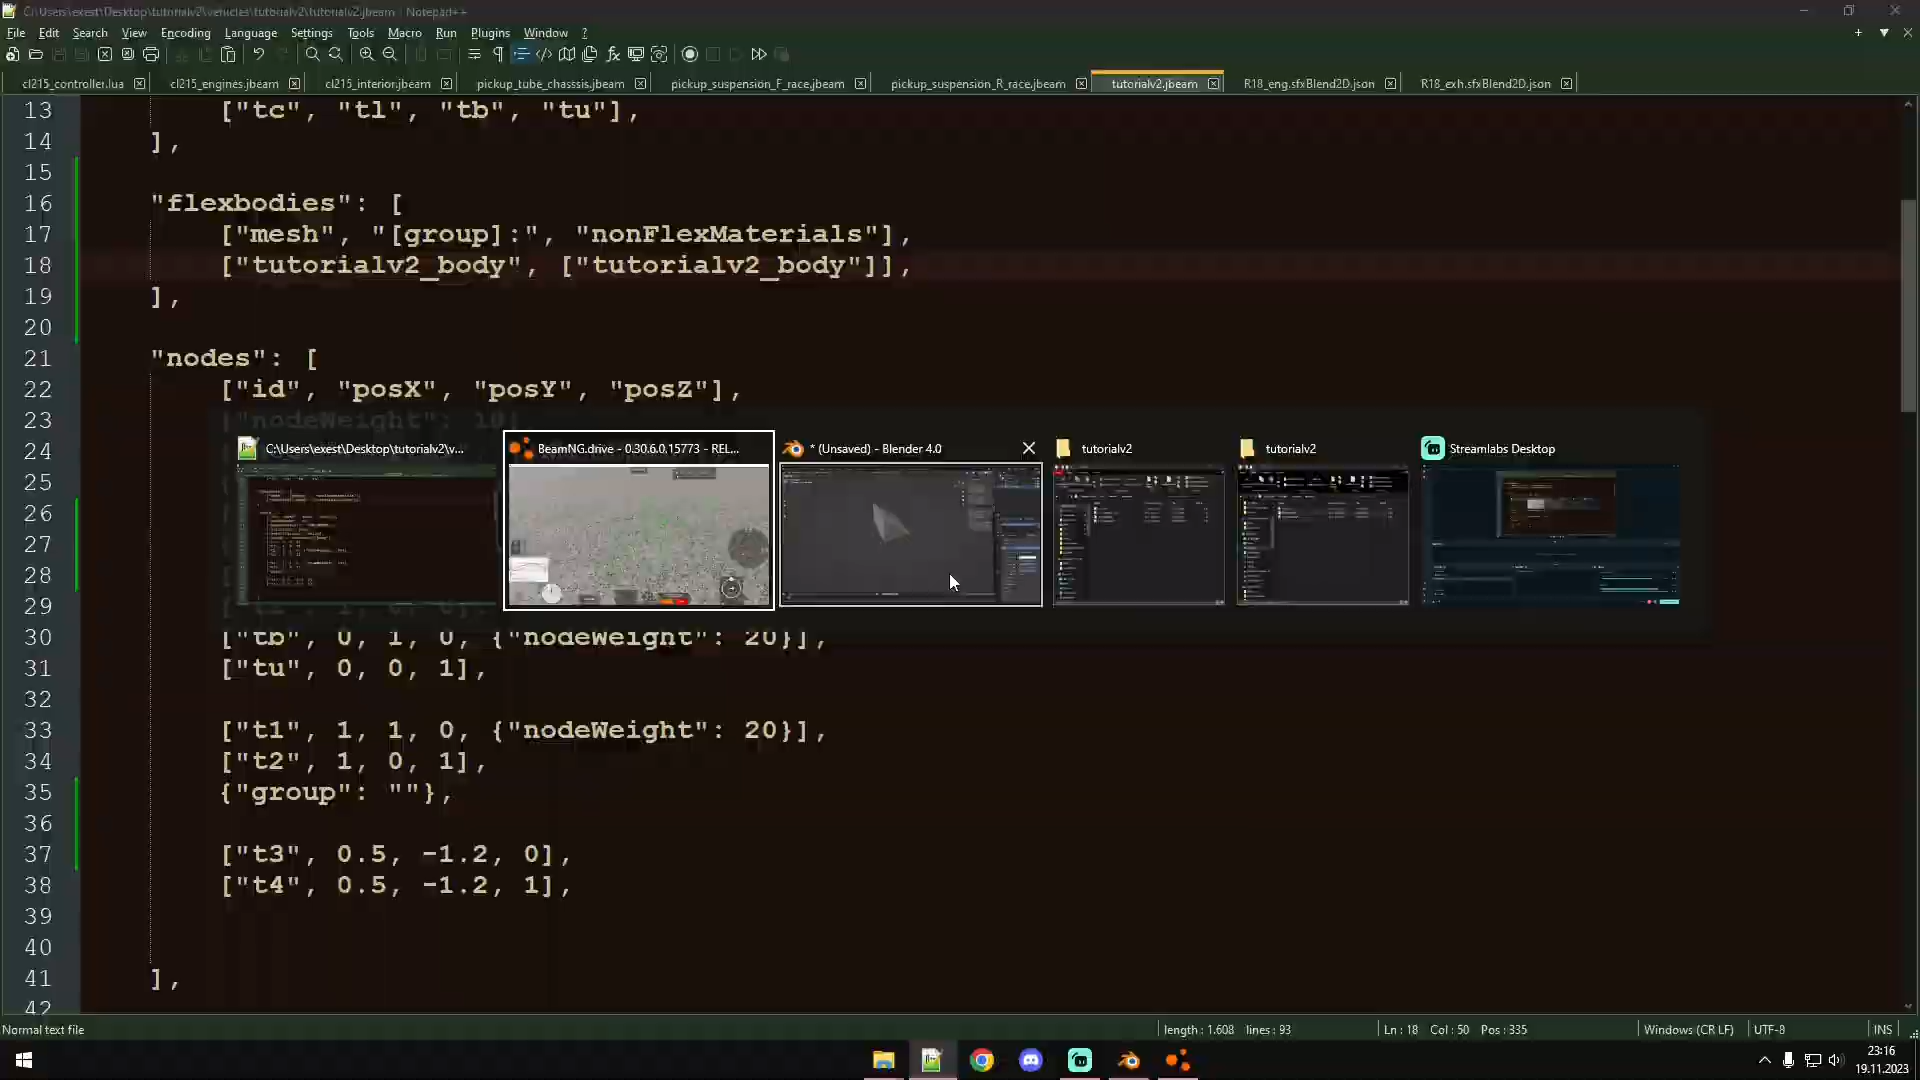 C:\Users\exest\Desktop\tutorialv2\vehicles\tutorialv2\tutorialv2.jbeam - Notepad++
File Edit Search View Encoding Language Settings Tools Macro Run Plugins Window ?
cl215_controller.lua cl215_engines.jbeam cl215_interior.jbeam pickup_tube_chasssis.jbeam pickup_suspension_F_race.jbeam pickup_suspension_R_race.jbeam tutorialv2.jbeam R18_eng.sfxBlend2D.json R18_exh.sfxBlend2D.json
13 ["tc", "tl", "tb", "tu"],
14 ],
15
16 "flexbodies": [
17 ["mesh", "[group]:", "nonFlexMaterials"],
18 ["tutorialv2_body", ["tutorialv2_body"]],
19 ],
20
21 "nodes": [
22 ["id", "posX", "posY", "posZ"],
23 {"nodeWeight": 10}
24
C:\Users\exest\Desktop\tutorialv2\v... BeamNG.drive - 0.30.6.0.15773 - REL... * (Unsaved) - Blender 4.0 tutorialv2 tutorialv2 Streamlabs Desktop
25
26
27
28
29
30 ["tb", 0, 1, 0, {"nodeWeight": 20}],
31 ["tu", 0, 0, 1],
32
33 ["t1", 1, 1, 0, {"nodeWeight": 20}],
34 ["t2", 1, 0, 1],
35 {"group": ""},
36
37 ["t3", 0.5, -1.2, 0],
38 ["t4", 0.5, -1.2, 1],
39
40
41 ],
42
Normal text file length : 1.608 lines : 93 Ln : 18 Col : 50 Pos : 335 Windows (CR LF) UTF-8 INS
23:16
19.11.2023